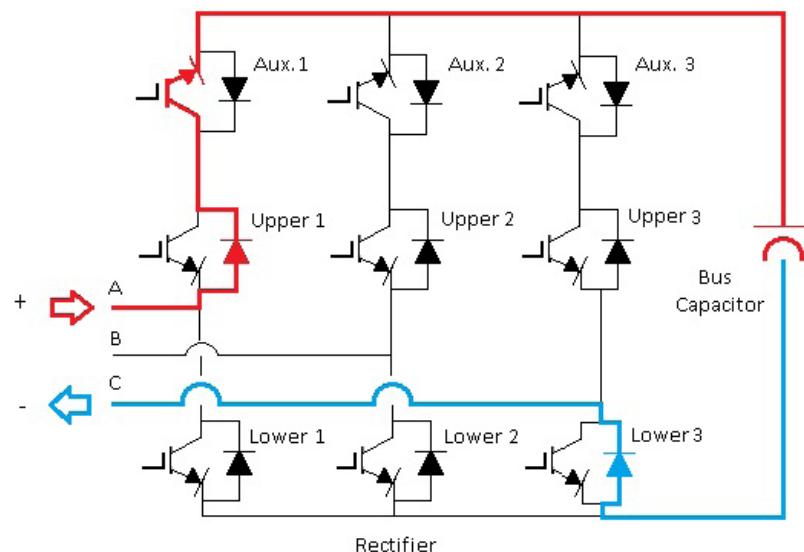 Aux.1
Aux. 2
Aux. 3
Upper 1
Upper 2
Upper 3
Bus
Capacitor
+
A
B
C
-
Lower 1
Lower 2
Lower 3
Rectifier